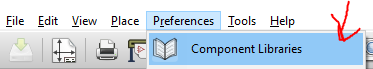 File Edit View Place Preferences Tools Help
Component Libraries